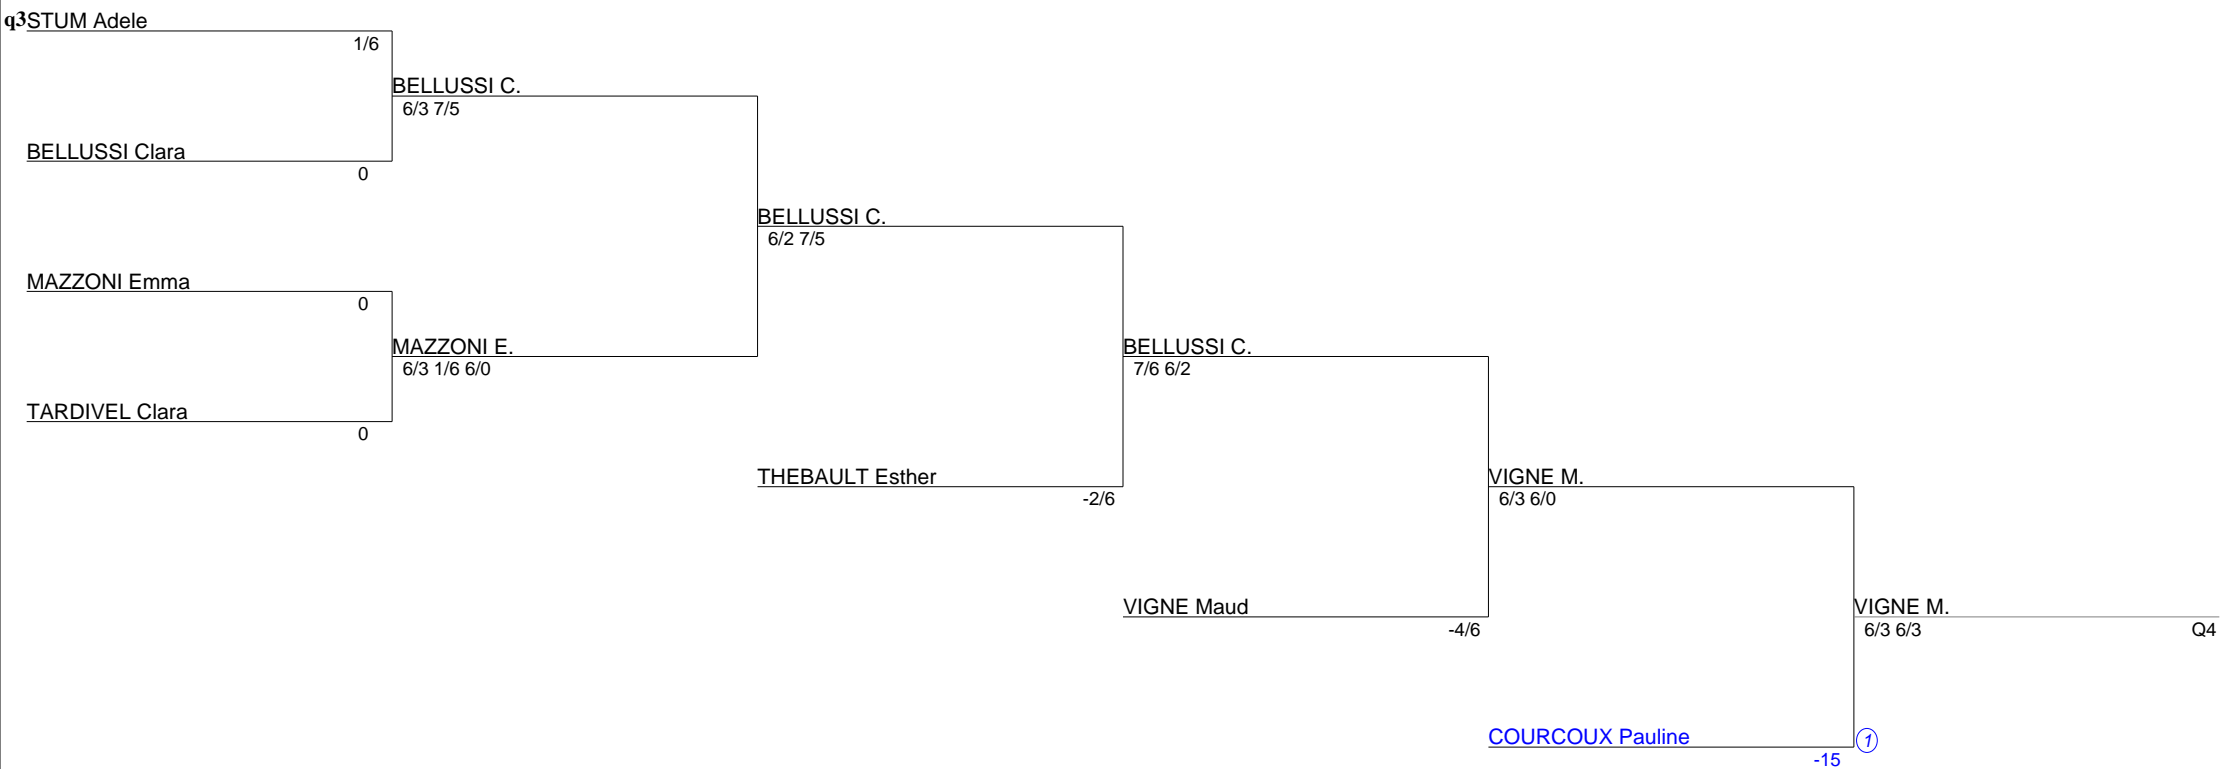 q3 STUM Adele
1/6
BELLUSSI C.
6/3 7/5
BELLUSSI Clara
0
BELLUSSI C.
6/2 7/5
MAZZONI Emma
0
MAZZONI E.
6/3 1/6 6/0
BELLUSSI C.
7/6 6/2
TARDIVEL Clara
0
THEBAULT Esther
-2/6
VIGNE M.
6/3 6/0
VIGNE Maud
-4/6
VIGNE M.
6/3 6/3
Q4
COURCOUX Pauline
1
-15